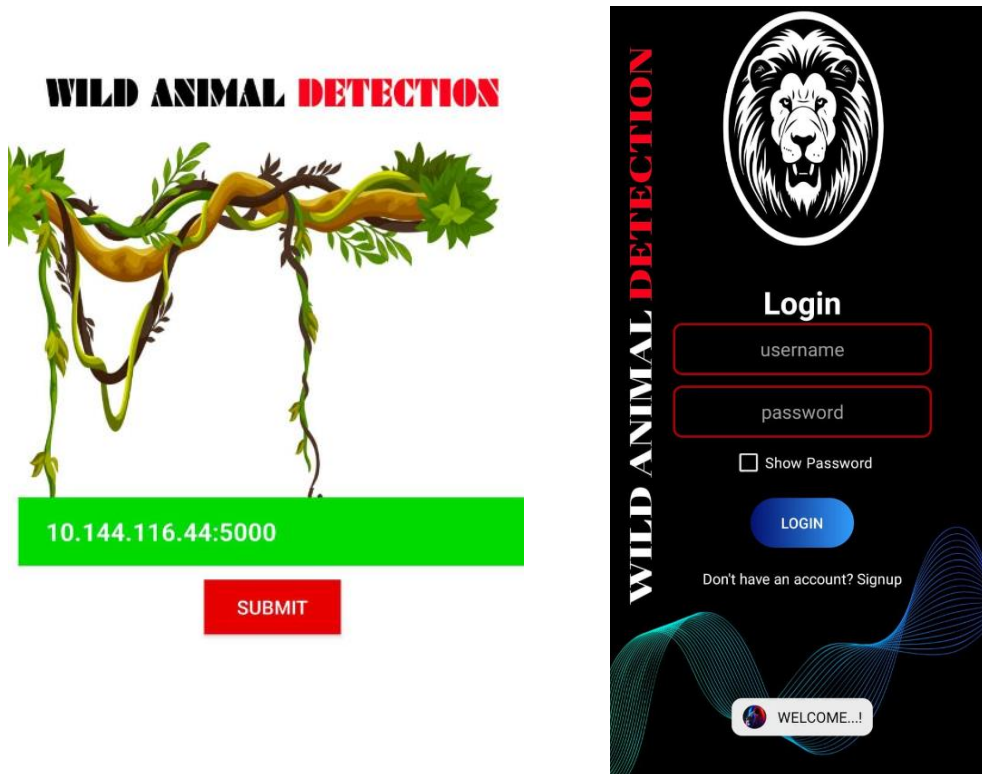 WILD ANIMAL DETECTION
10.144.116.44:5000
SUBMIT
WILD ANIMAL DETECTION
Login
username
password
Show Password
LOGIN
Don't have an account? Signup
WELCOME...!